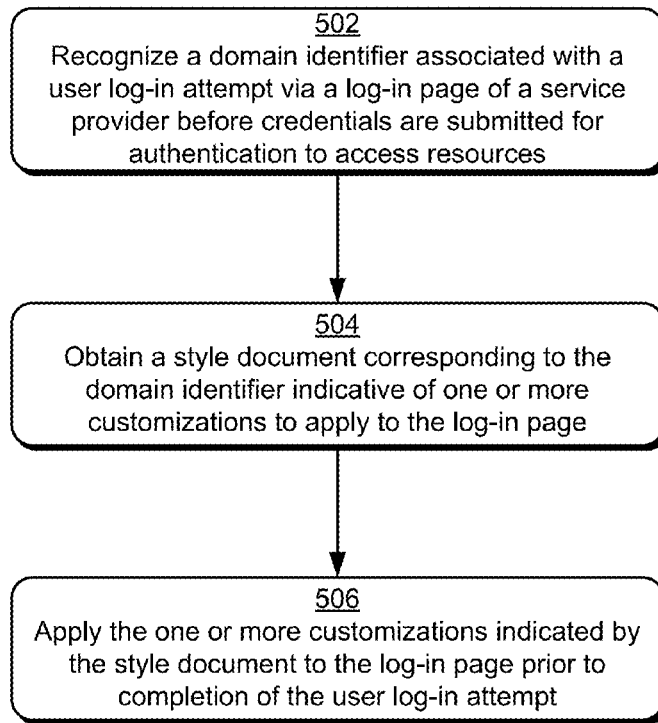 502
Recognize a domain identifier associated with a
user log-in attempt via a log-in page of a service
provider before credentials are submitted for
authentication to access resources
504
Obtain a style document corresponding to the
domain identifier indicative of one or more
customizations to apply to the log-in page
506
Apply the one or more customizations indicated by
the style document to the log-in page prior to
completion of the user log-in attempt